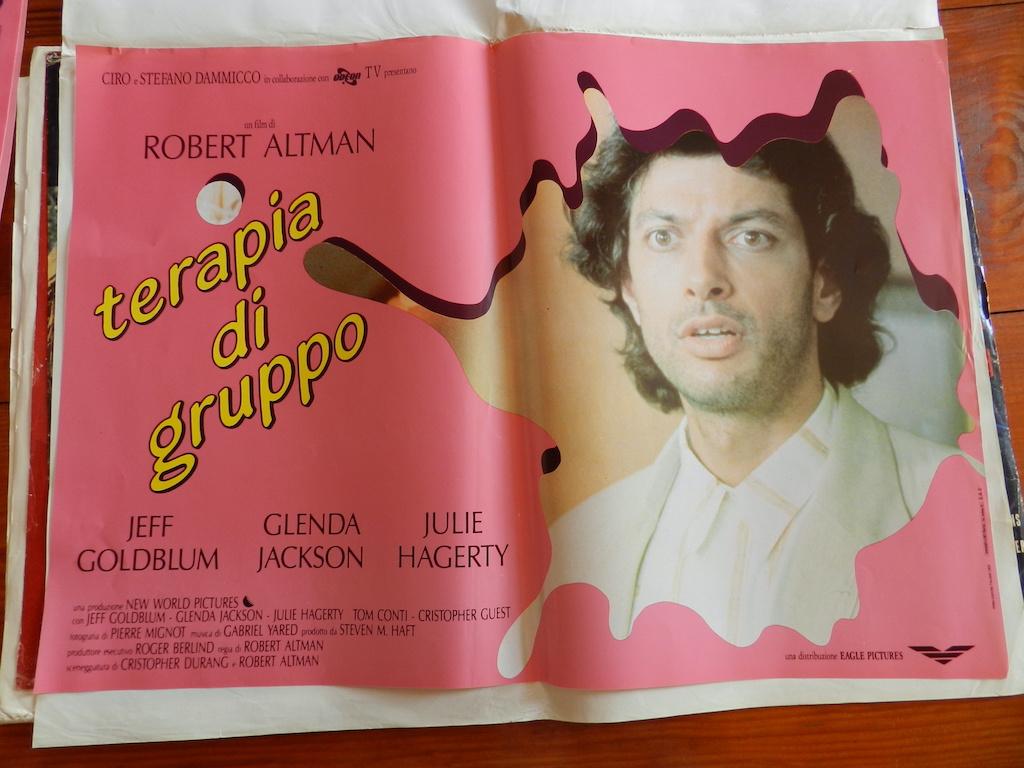 CIRO e STEFANO DAMMICCO in collaborazione con ODEON TV presentano
un film di
ROBERT ALTMAN
terapia
di
gruppo
JEFF GOLDBLUM
GLENDA JACKSON
JULIE HAGERTY
una produzione NEW WORLD PICTURES
con JEFF GOLDBLUM - GLENDA JACKSON - JULIE HAGERTY TOM CONTI - CRISTOPHER GUEST
fotografia di PIERRE MIGNOT musica di GABRIEL YARED prodotto da STEVEN M. HAFT
produttore esecutivo ROGER BERLIND regia di ROBERT ALTMAN
sceneggiatura di CRISTOPHER DURANG e ROBERT ALTMAN
una distribuzione EAGLE PICTURES